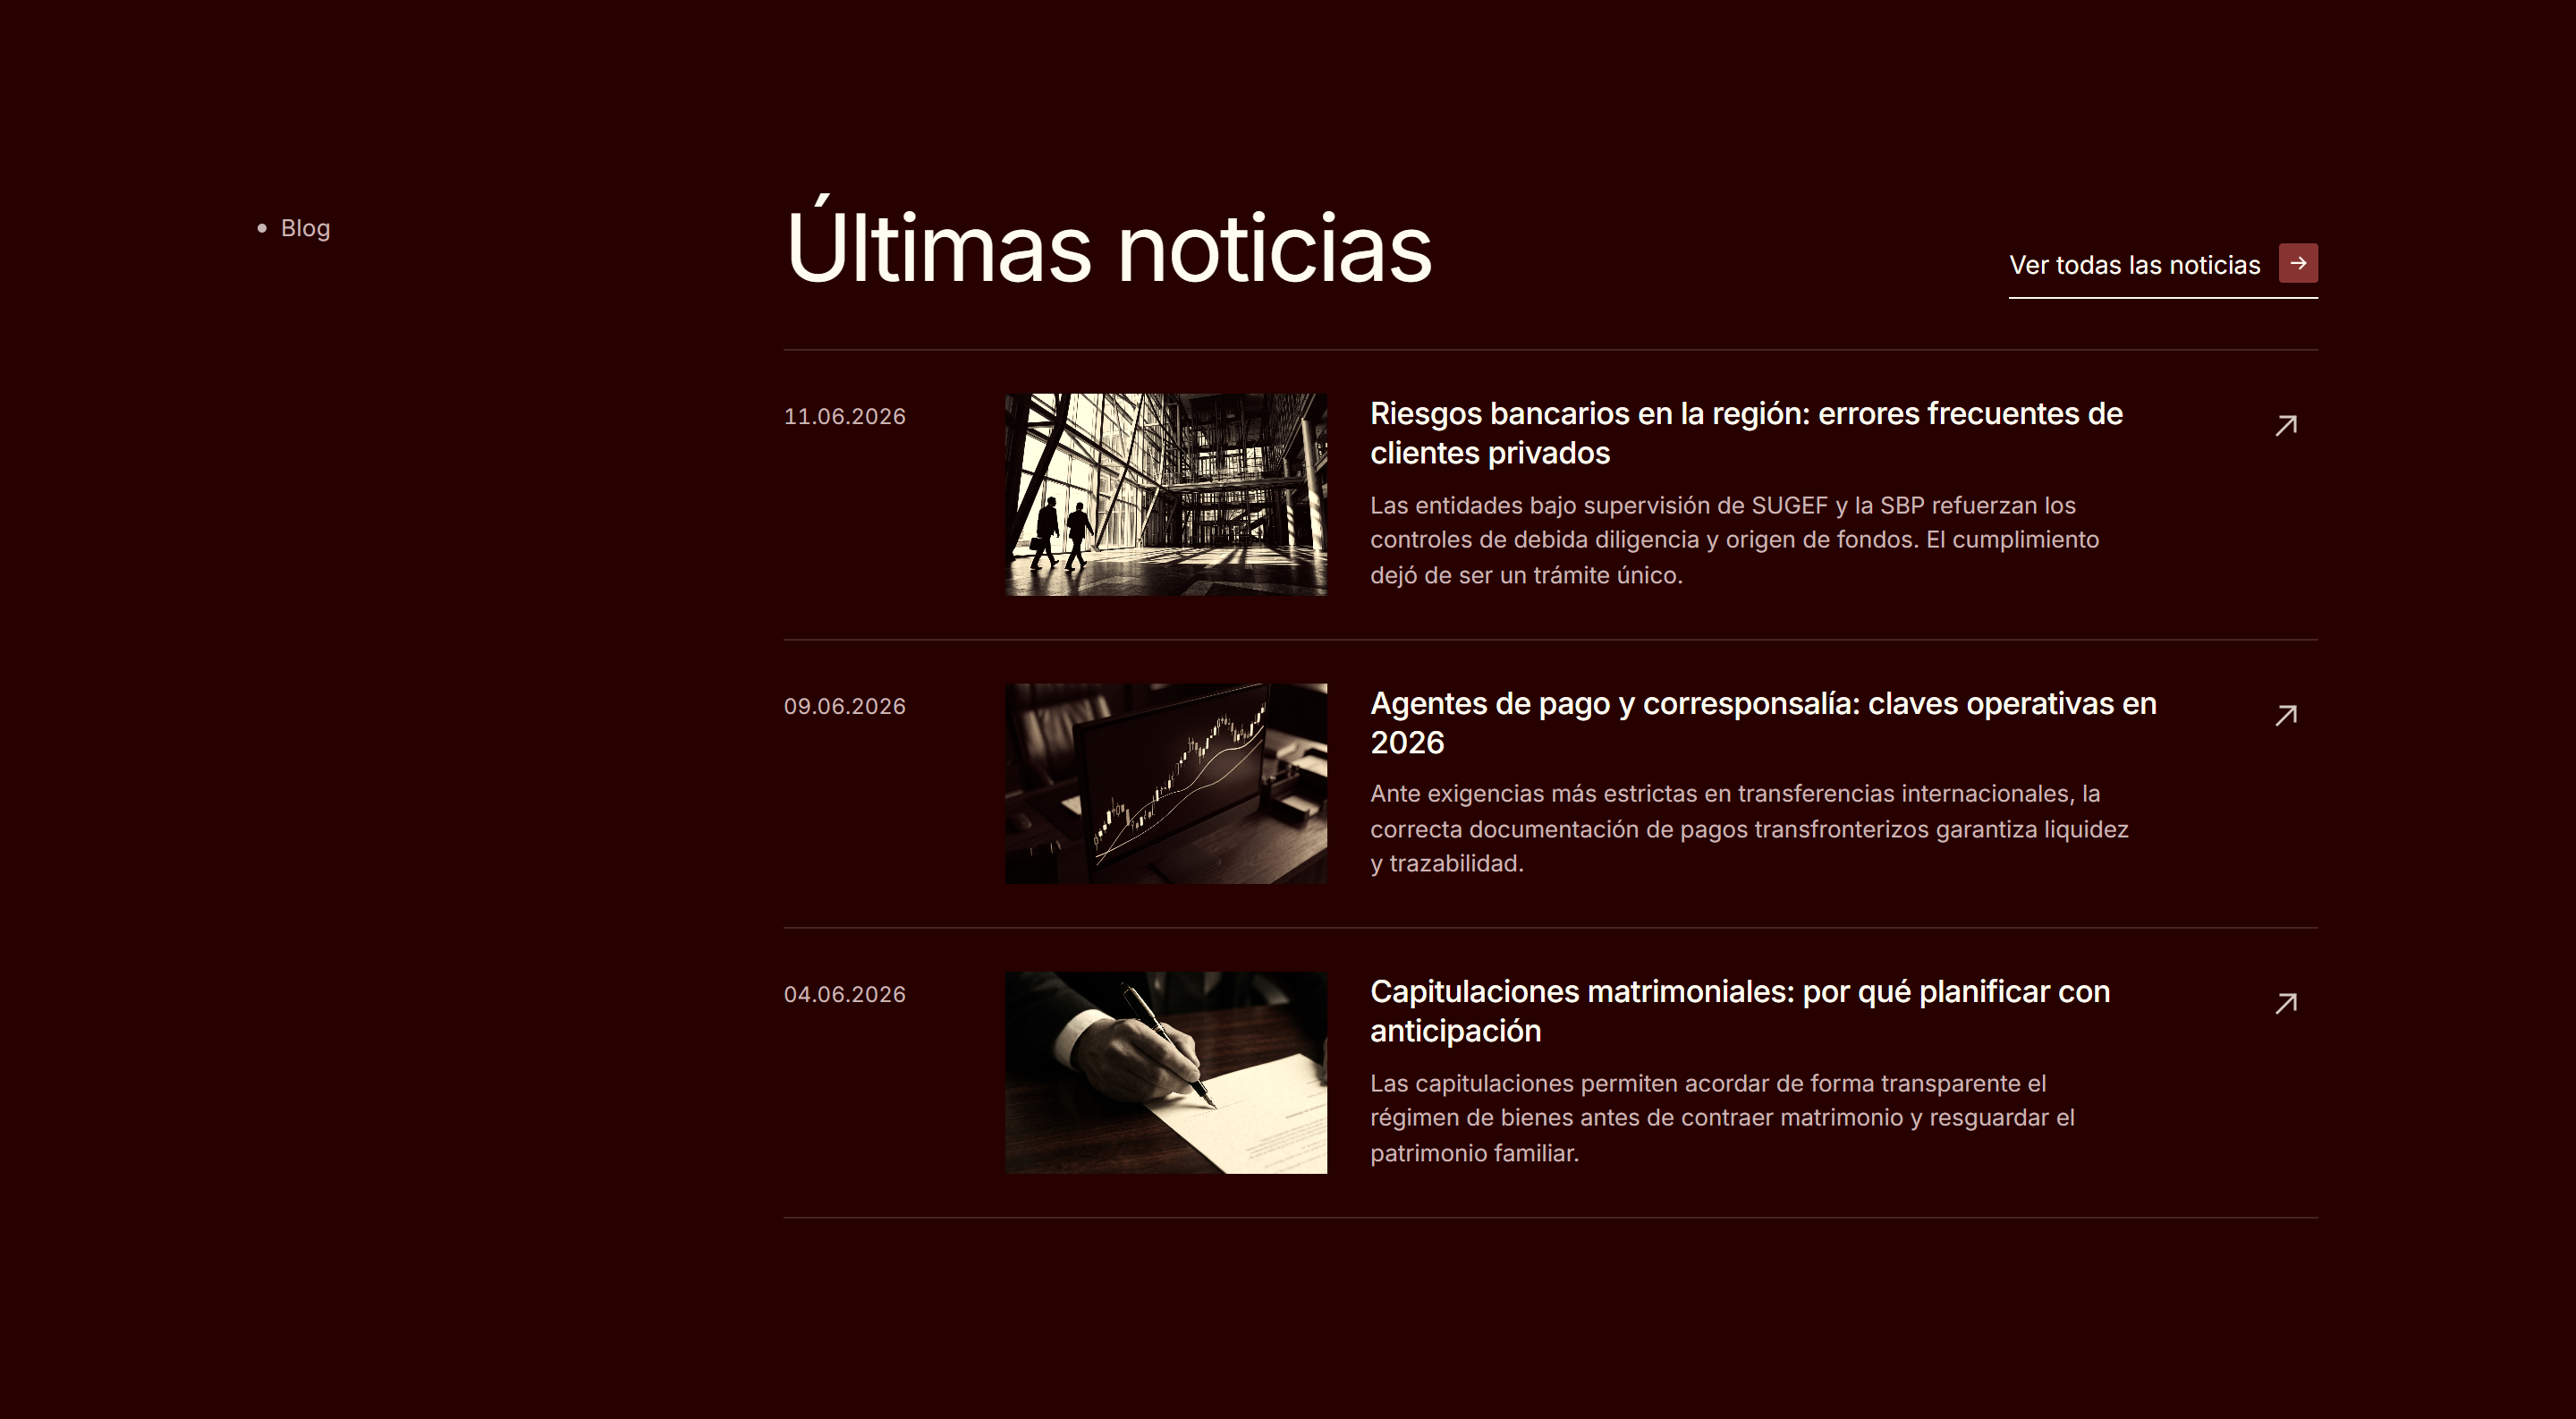 Blog
Últimas noticias
Ver todas las noticias
11.06.2026
Riesgos bancarios en la región: errores frecuentes de
clientes privados
Las entidades bajo supervisión de SUGEF y la SBP refuerzan los
controles de debida diligencia y origen de fondos. El cumplimiento
dejó de ser un trámite único.
09.06.2026
Agentes de pago y corresponsalía: claves operativas en
2026
Ante exigencias más estrictas en transferencias internacionales, la
correcta documentación de pagos transfronterizos garantiza liquidez
y trazabilidad.
04.06.2026
Capitulaciones matrimoniales: por qué planificar con
anticipación
Las capitulaciones permiten acordar de forma transparente el
régimen de bienes antes de contraer matrimonio y resguardar el
patrimonio familiar.